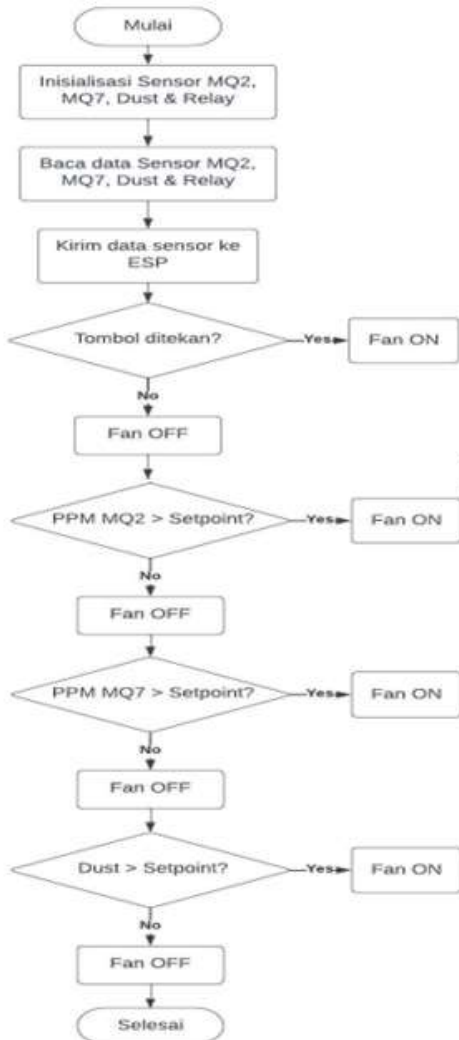 Mulai
Inisialisasi Sensor MQ2,
MQ7, Dust & Relay
Baca data Sensor MQ2,
MQ7, Dust & Relay
Kirim data sensor ke
ESP
Tombol ditekan?
Yes
Fan ON
No
Fan OFF
PPM MQ2 > Setpoint?
Yes
Fan ON
No
Fan OFF
PPM MQ7 > Setpoint?
Yes
Fan ON
No
Fan OFF
Dust > Setpoint?
Yes
Fan ON
No
Fan OFF
Selesai